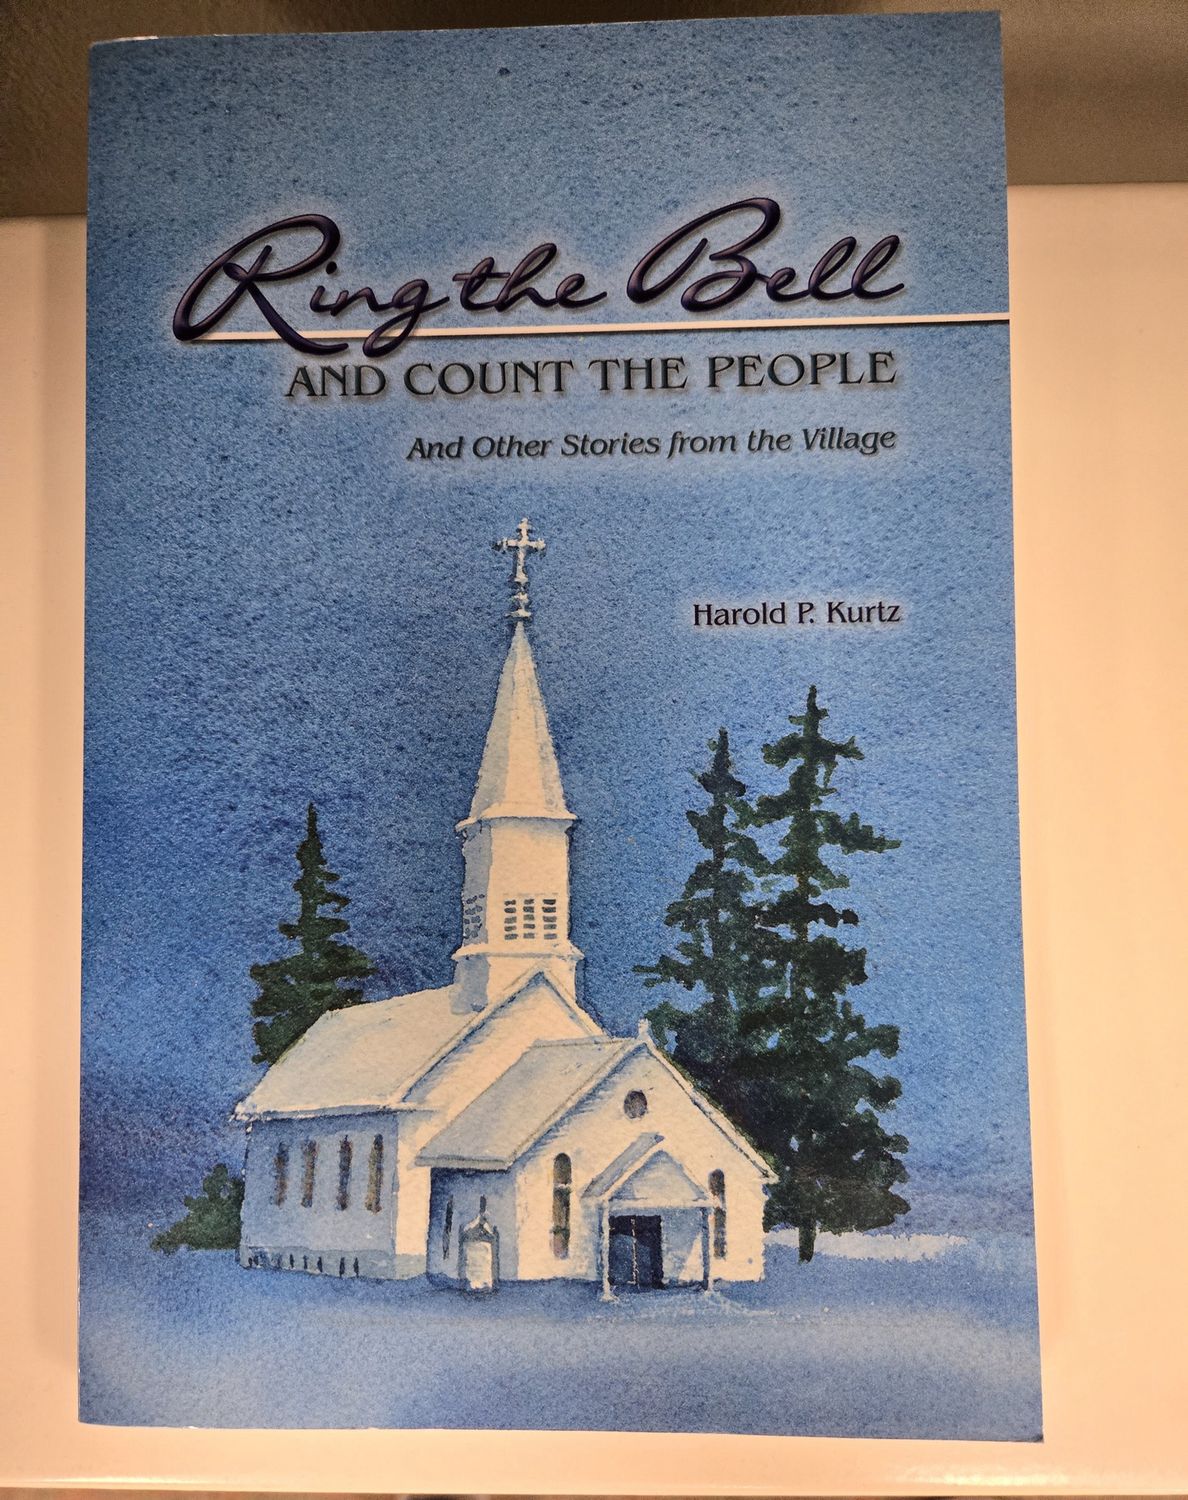 Ring the Bell
AND COUNT THE PEOPLE
And Other Stories from the Village
Harold P. Kurtz